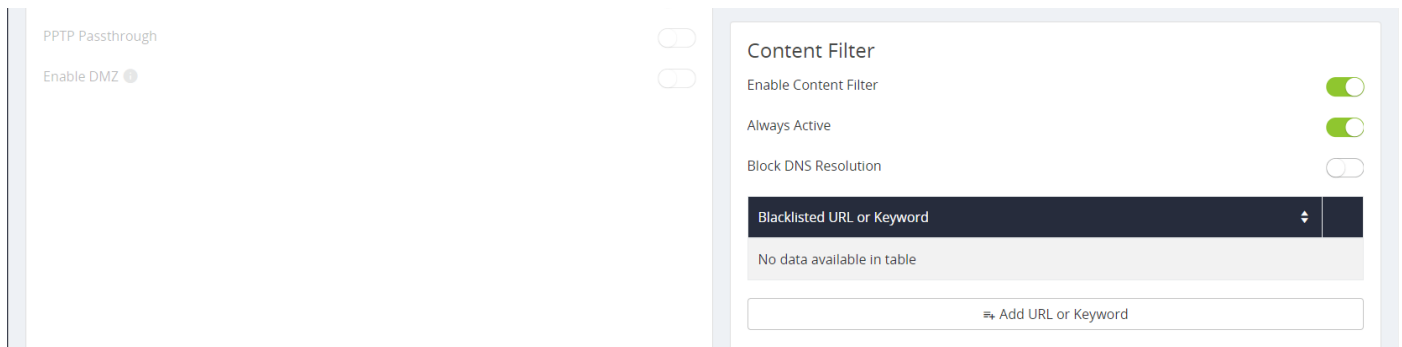 PPTP Passthrough
Enable DMZ
Content Filter
Enable Content Filter
Always Active
Block DNS Resolution
Blacklisted URL or Keyword
No data available in table
Add URL or Keyword